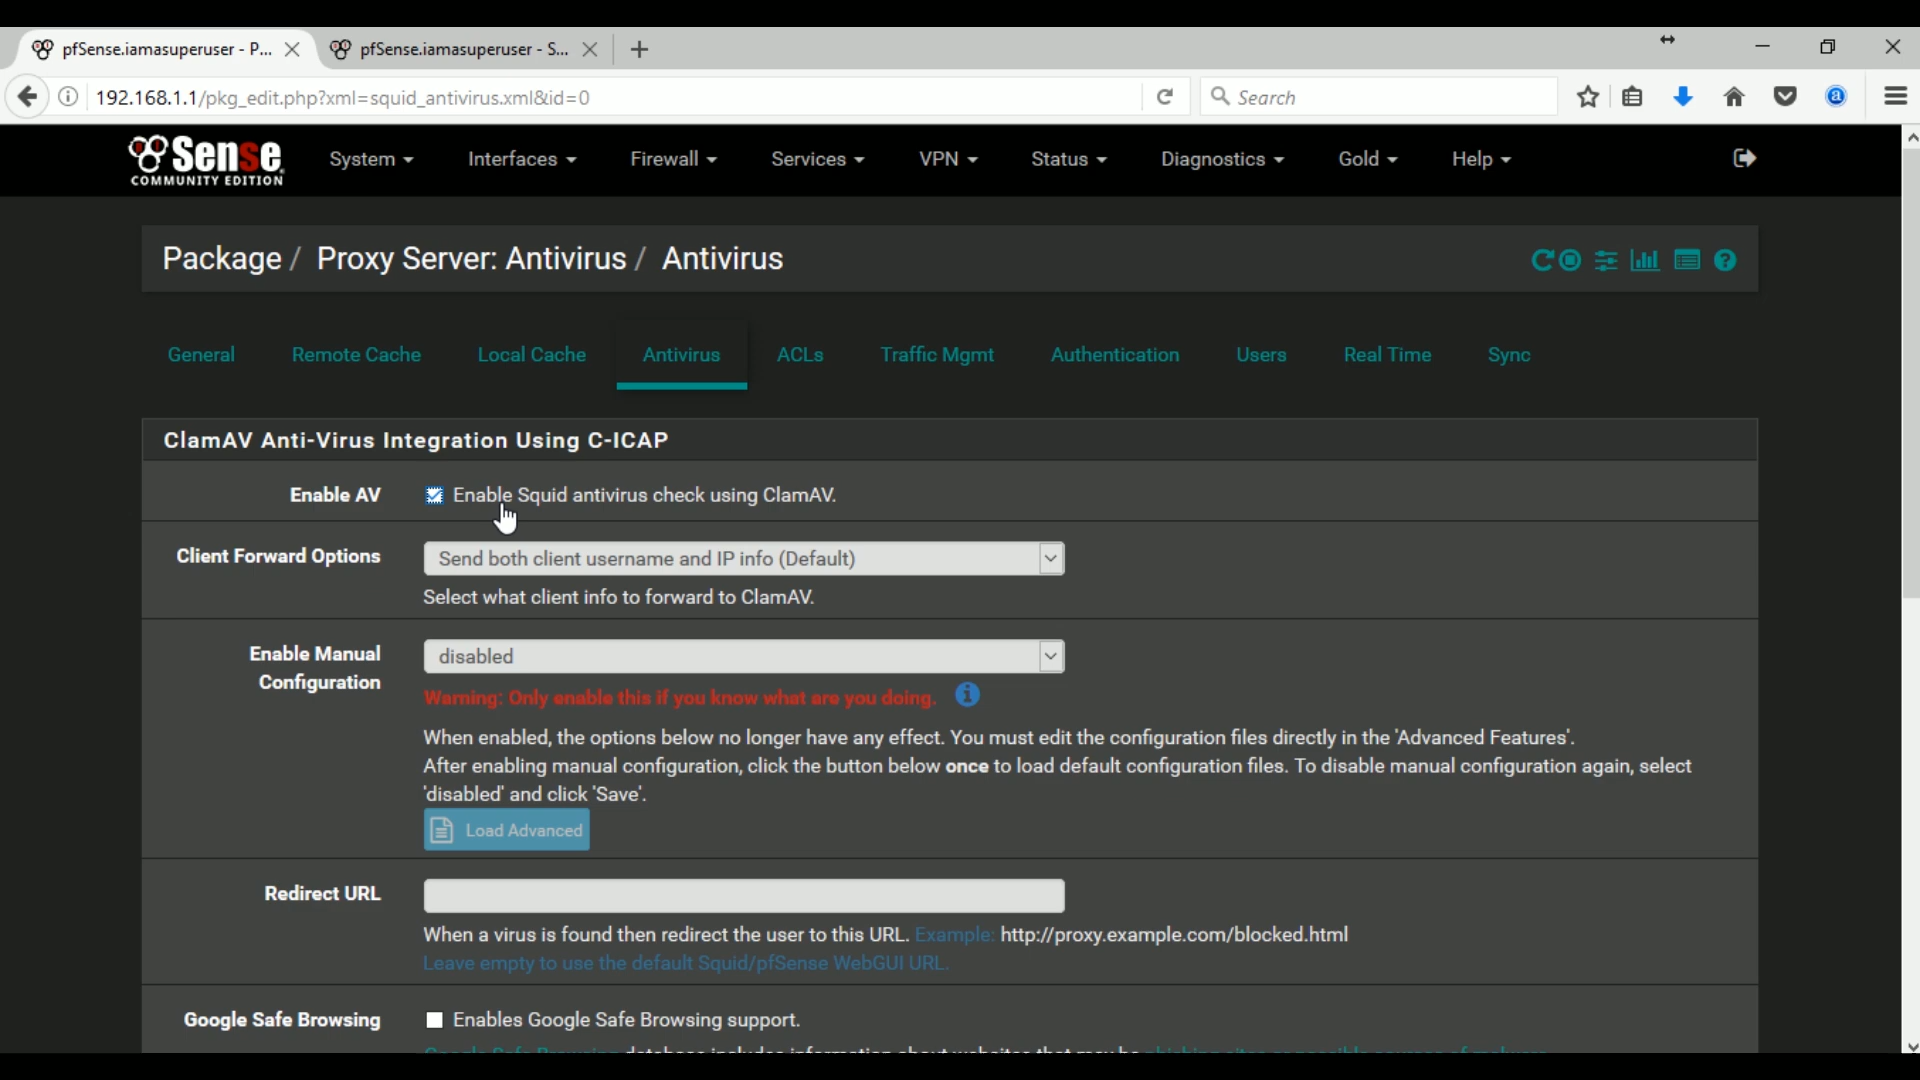 pfSense.iamasuperuser - P...
pfSense.iamasuperuser - S...
192.168.1.1/pkg_edit.php?xml=squid_antivirus.xml&id=0
Search
Sense
COMMUNITY EDITION
System
Interfaces
Firewall
Services
VPN
Status
Diagnostics
Gold
Help
Package / Proxy Server: Antivirus / Antivirus
General
Remote Cache
Local Cache
Antivirus
ACLs
Traffic Mgmt
Authentication
Users
Real Time
Sync
ClamAV Anti-Virus Integration Using C-ICAP
Enable AV
Enable Squid antivirus check using ClamAV.
Client Forward Options
Send both client username and IP info (Default)
Select what client info to forward to ClamAV.
Enable Manual
Configuration
disabled
Warning: Only enable this if you know what are you doing.
When enabled, the options below no longer have any effect. You must edit the configuration files directly in the 'Advanced Features'.
After enabling manual configuration, click the button below once to load default configuration files. To disable manual configuration again, select
'disabled' and click 'Save'.
Load Advanced
Redirect URL
When a virus is found then redirect the user to this URL. Example: http://proxy.example.com/blocked.html
Leave empty to use the default Squid/pfSense WebGUI URL.
Google Safe Browsing
Enables Google Safe Browsing support.